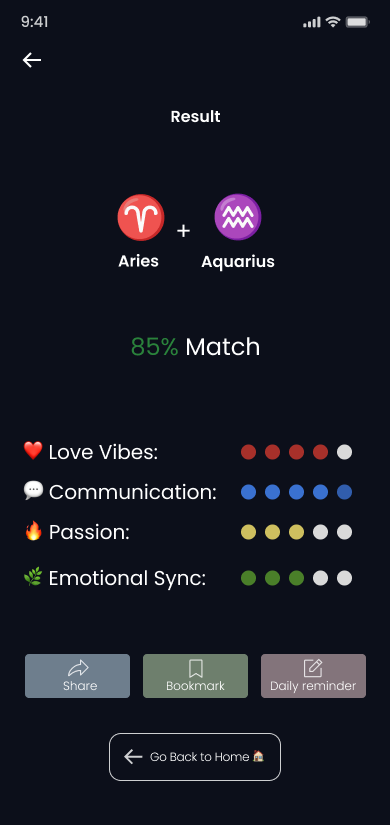 9:41
Result
♈ + ♒
Aries Aquarius
85% Match
❤️ Love Vibes:
💬 Communication:
🔥 Passion:
🌿 Emotional Sync:
Share Bookmark Daily reminder
Go Back to Home 🏠